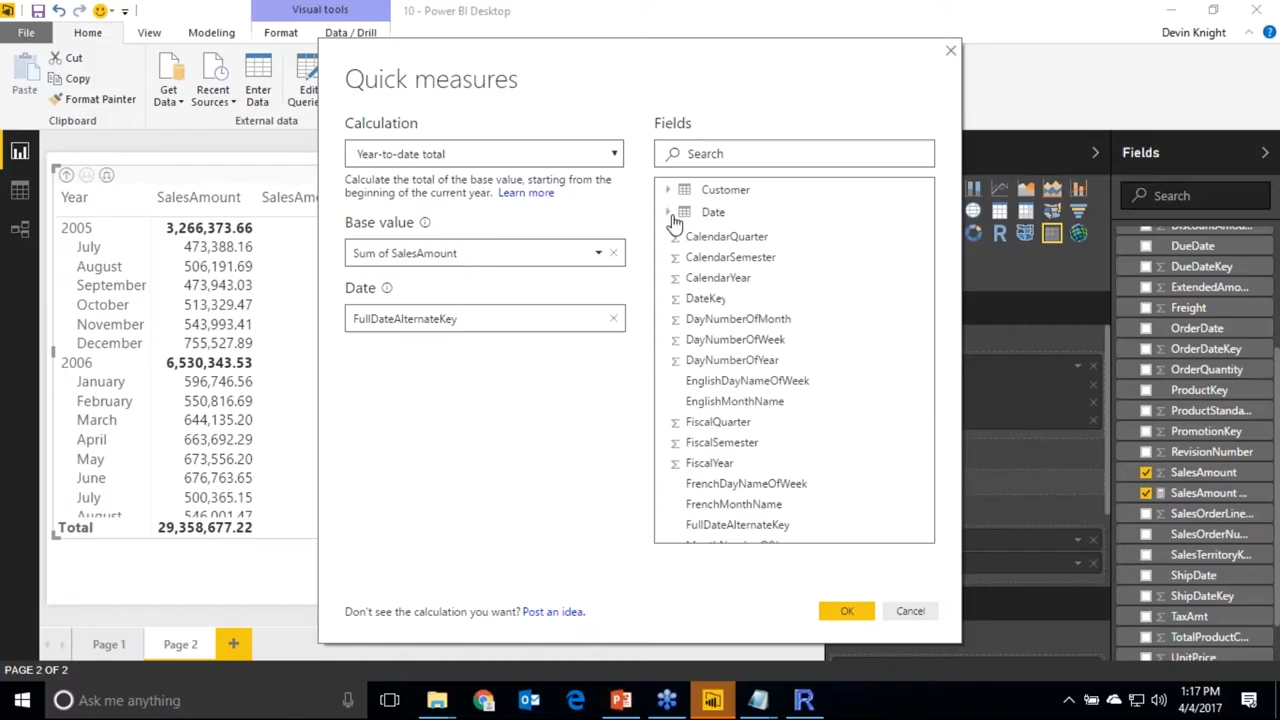 Visual tools
10 - Power BI Desktop
File
Home
View
Modeling
Format
Data / Drill
Devin Knight
Paste
Cut
Copy
Format Painter
Clipboard
Get
Data
Recent
Sources
Enter
Data
Edit
Queries
External data
Quick measures
Calculation
Year-to-date total
Calculate the total of the base value, starting from the
beginning of the current year. Learn more
Base value
Sum of SalesAmount
Date
FullDateAlternateKey
Don't see the calculation you want? Post an idea.
Fields
Search
Customer
Date
CalendarQuarter
CalendarSemester
CalendarYear
DateKey
DayNumberOfMonth
DayNumberOfWeek
DayNumberOfYear
EnglishDayNameOfWeek
EnglishMonthName
FiscalQuarter
FiscalSemester
FiscalYear
FrenchDayNameOfWeek
FrenchMonthName
FullDateAlternateKey
OK
Cancel
Year SalesAmount SalesAm
2005 3,266,373.66
July 473,388.16
August 506,191.69
September 473,943.03
October 513,329.47
November 543,993.41
December 755,527.89
2006 6,530,343.53
January 596,746.56
February 550,816.69
March 644,135.20
April 663,692.29
May 673,556.20
June 676,763.65
July 500,365.15
August 546,001.47
Total 29,358,677.22
Fields
Search
DiscountAmou...
DueDate
DueDateKey
ExtendedAmo...
Freight
OrderDate
OrderDateKey
OrderQuantity
ProductKey
ProductStanda...
PromotionKey
RevisionNumber
SalesAmount
SalesAmount ...
SalesOrderLine...
SalesOrderNu...
SalesTerritoryK...
ShipDate
ShipDateKey
TaxAmt
TotalProductC...
UnitPrice
Page 1
Page 2
PAGE 2 OF 2
Ask me anything
1:17 PM
4/4/2017